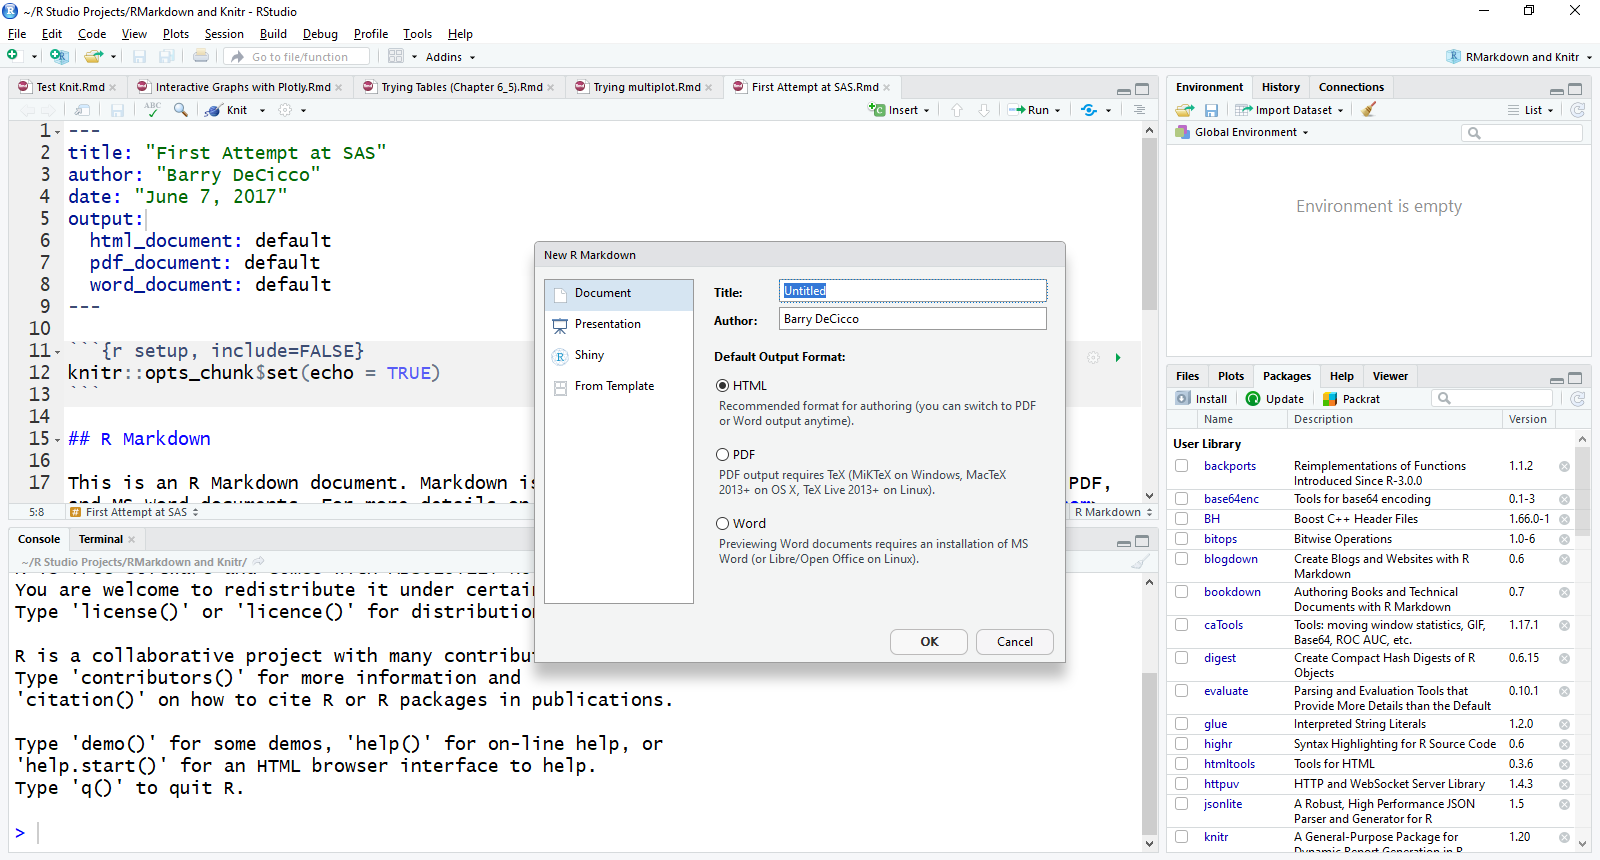 ~/R Studio Projects/RMarkdown and Knitr - RStudio
File Edit Code View Plots Session Build Debug Profile Tools Help
Go to file/function Addins RMarkdown and Knitr
Test Knit.Rmd Interactive Graphs with Plotly.Rmd Trying Tables (Chapter 6_5).Rmd Trying multiplot.Rmd First Attempt at SAS.Rmd
ABC Knit Insert Run
1 ---
2 title: "First Attempt at SAS"
3 author: "Barry DeCicco"
4 date: "June 7, 2017"
5 output:
6 html_document: default
7 pdf_document: default
8 word_document: default
9 ---
10
11 ```{r setup, include=FALSE}
12 knitr::opts_chunk$set(echo = TRUE)
13 ```
14
15 ## R Markdown
16
17 This is an R Markdown document. Markdown is PDF,
and MS Word documents. For more details on
5:8 # First Attempt at SAS R Markdown
Console Terminal
~/R Studio Projects/RMarkdown and Knitr/
You are welcome to redistribute it under certain
Type 'license()' or 'licence()' for distribution
R is a collaborative project with many contribu
Type 'contributors()' for more information and
'citation()' on how to cite R or R packages in publications.
Type 'demo()' for some demos, 'help()' for on-line help, or
'help.start()' for an HTML browser interface to help.
Type 'q()' to quit R.
>
New R Markdown
Document
Presentation
Shiny
From Template
Title: Untitled
Author: Barry DeCicco
Default Output Format:
HTML
Recommended format for authoring (you can switch to PDF
or Word output anytime).
PDF
PDF output requires TeX (MiKTeX on Windows, MacTeX
2013+ on OS X, TeX Live 2013+ on Linux).
Word
Previewing Word documents requires an installation of MS
Word (or Libre/Open Office on Linux).
OK Cancel
Environment History Connections
Import Dataset List
Global Environment
Environment is empty
Files Plots Packages Help Viewer
Install Update Packrat
Name Description Version
User Library
backports Reimplementations of Functions 1.1.2
Introduced Since R-3.0.0
base64enc Tools for base64 encoding 0.1-3
BH Boost C++ Header Files 1.66.0-1
bitops Bitwise Operations 1.0-6
blogdown Create Blogs and Websites with R 0.6
Markdown
bookdown Authoring Books and Technical 0.7
Documents with R Markdown
caTools Tools: moving window statistics, GIF, 1.17.1
Base64, ROC AUC, etc.
digest Create Compact Hash Digests of R 0.6.15
Objects
evaluate Parsing and Evaluation Tools that 0.10.1
Provide More Details than the Default
glue Interpreted String Literals 1.2.0
highr Syntax Highlighting for R Source Code 0.6
htmltools Tools for HTML 0.3.6
httpuv HTTP and WebSocket Server Library 1.4.3
jsonlite A Robust, High Performance JSON 1.5
Parser and Generator for R
knitr A General-Purpose Package for 1.20
Dynamic Report Generation in R